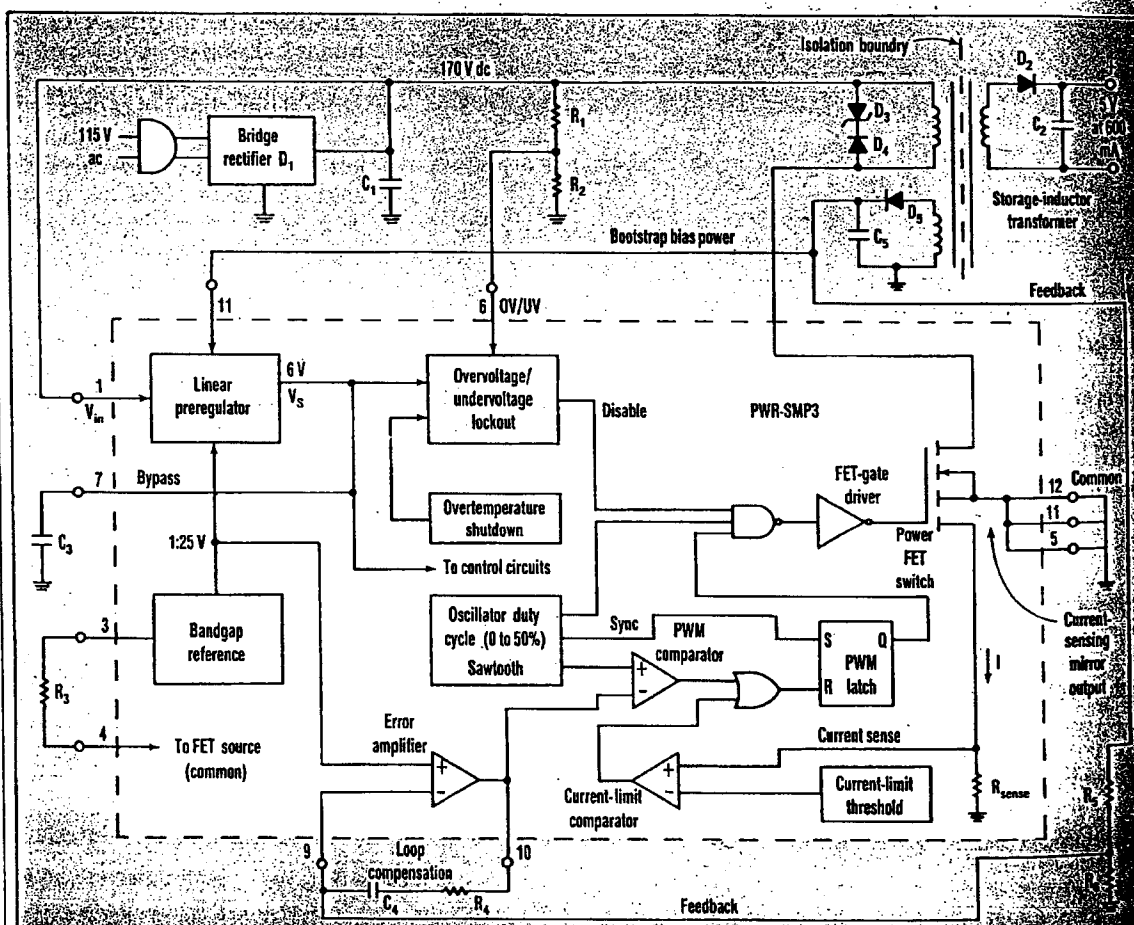 Isolation boundry
D2
170 V dc
R1
D3
115 V
ac
Bridge
rectifier D1
C2
5V
at 600
mA
D4
C1
R2
Storage-inductor
transformer
D5
C5
Bootstrap bias power
Feedback
11
6 OV/UV
1
Vin
Linear
preregulator
6 V
VS
Overvoltage/
undervoltage
lockout
Disable
PWR-SMP3
7
Bypass
FET-gate
driver
12
Common
C3
Overtemperature
shutdown
11
1:25 V
Power
FET
switch
5
To control circuits
3
Bandgap
reference
Oscillator duty
cycle (0 to 50%)
Sawtooth
Sync
PWM
comparator
S
Q
PWM
latch
R
I
Current-
sensing
mirror
output
R3
4
To FET source
(common)
Error
amplifier
+
-
+
-
Current sense
+
-
Current-limit
comparator
Current-limit
threshold
Rsense
R5
9
Loop
compensation
10
C4
R4
Feedback